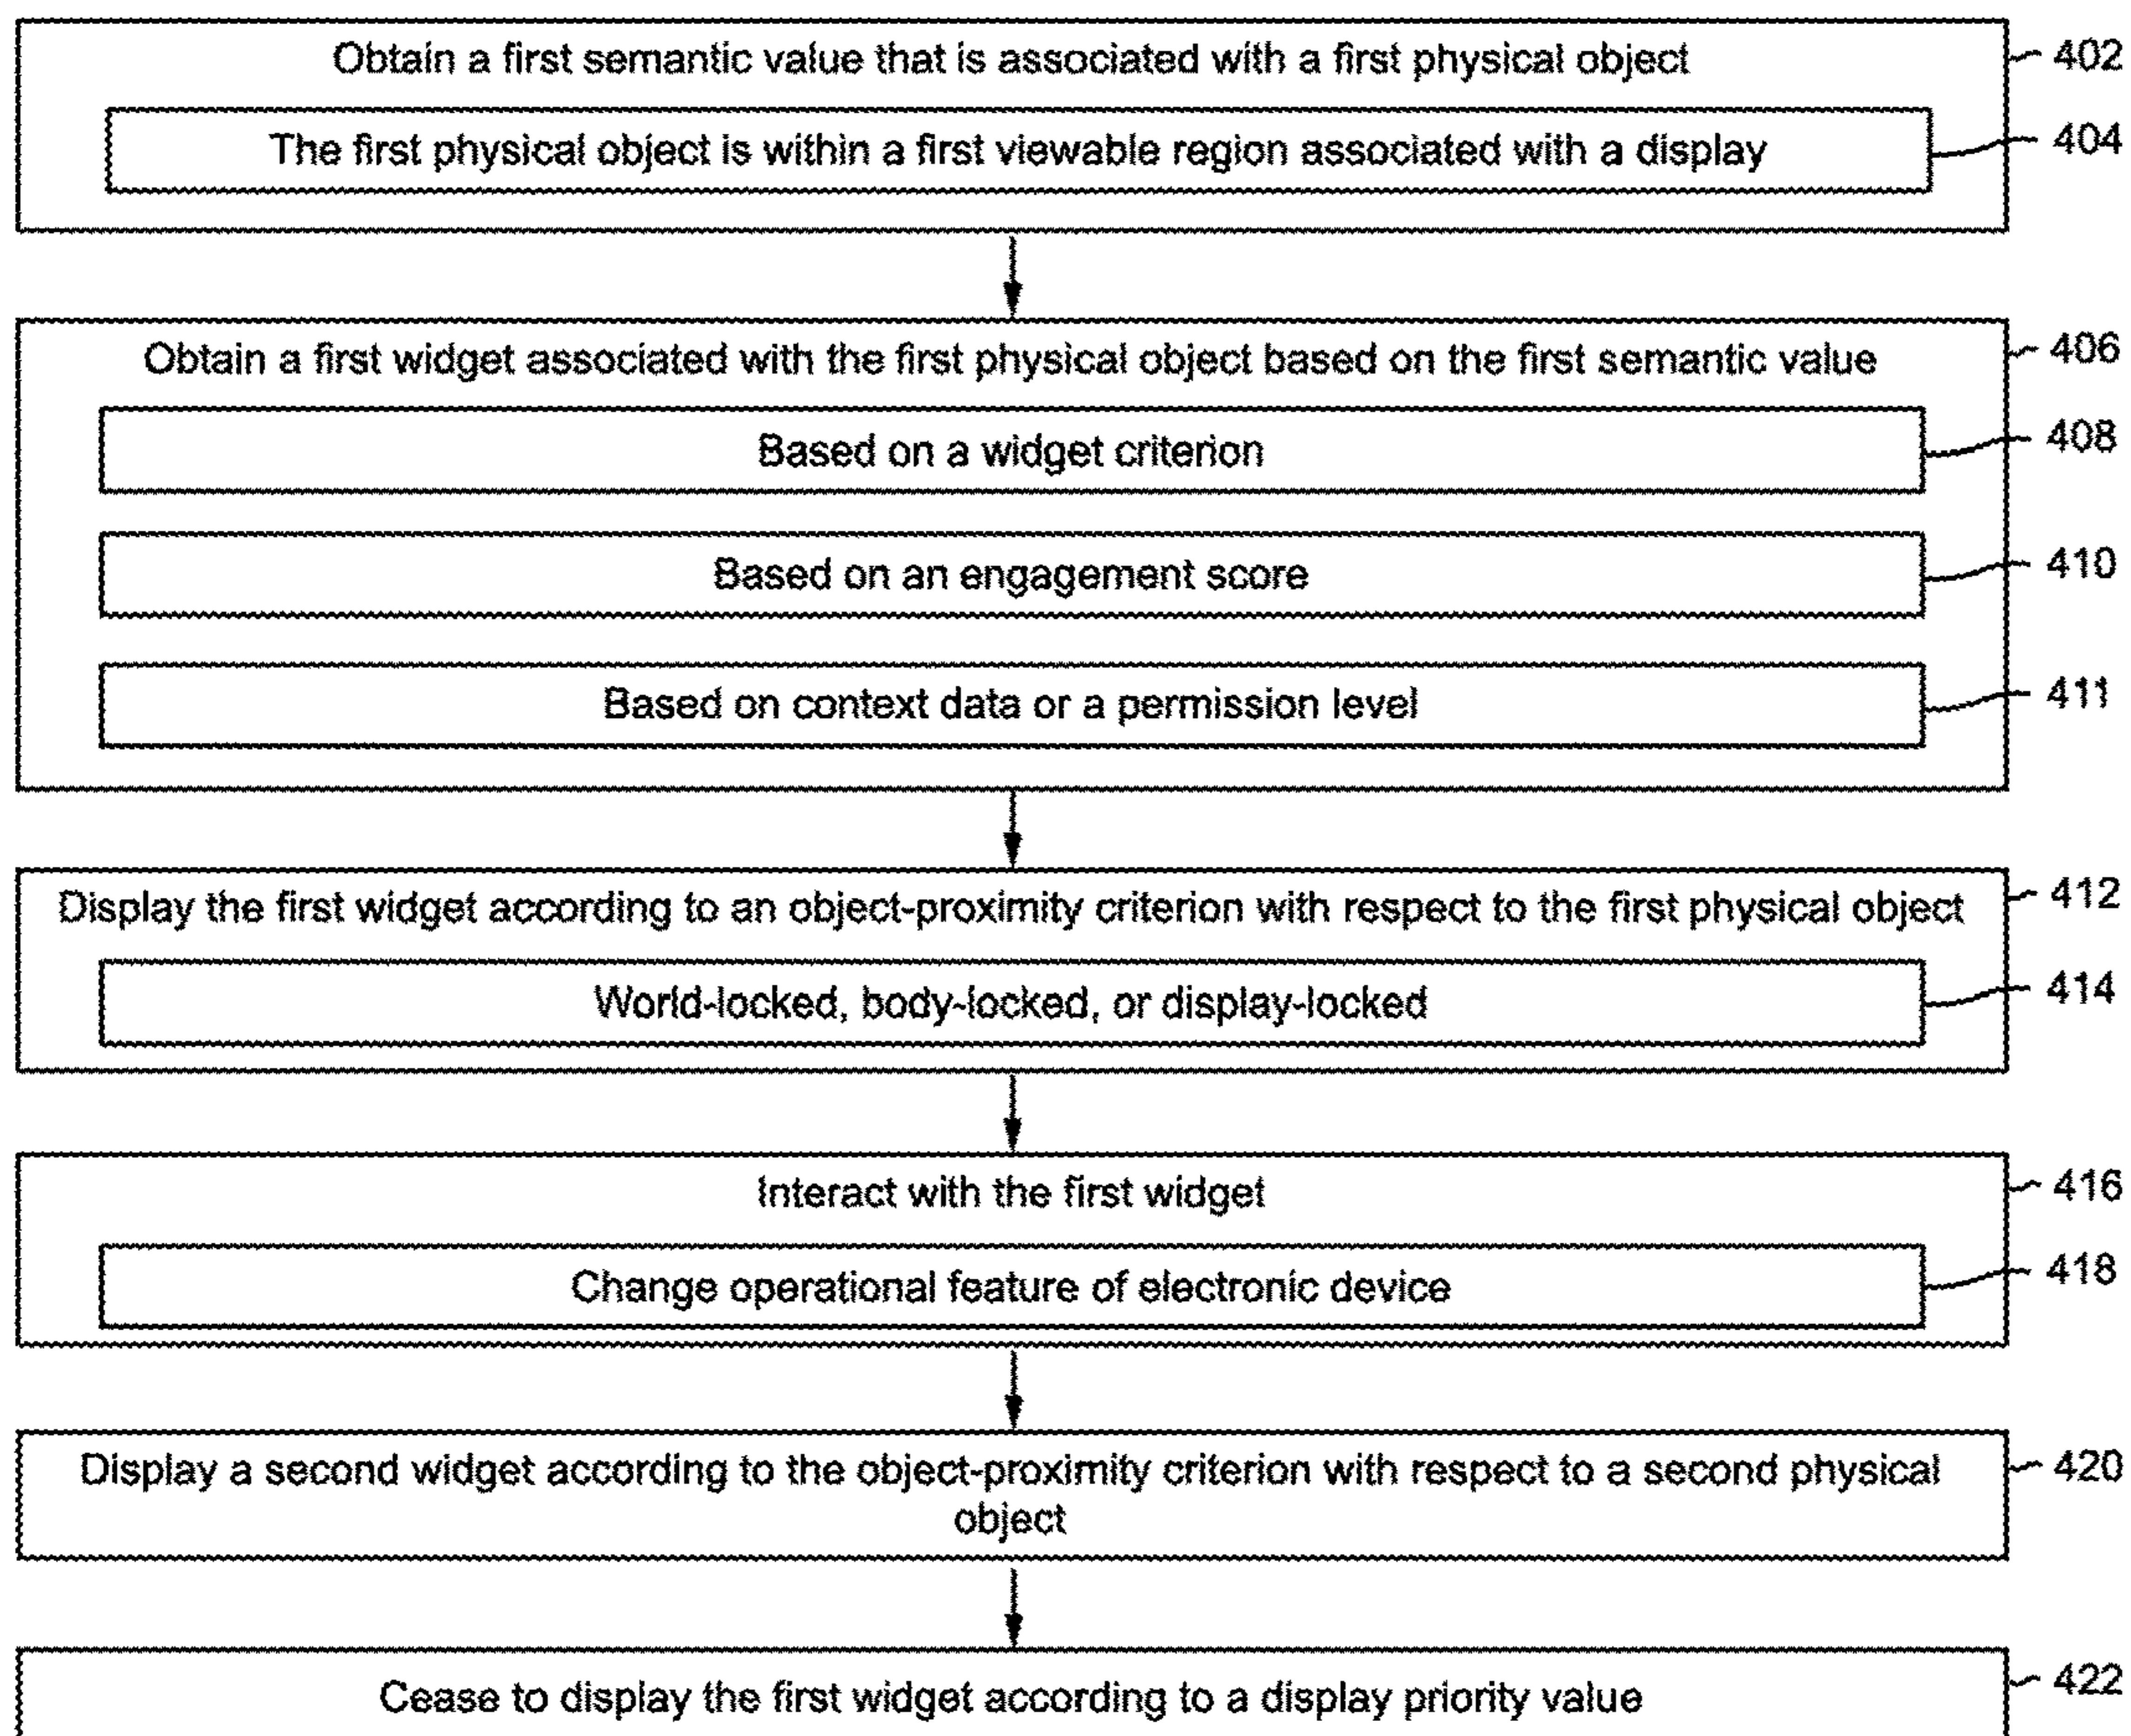 Obtain a first semantic value that is associated with a first physical object
402
The first physical object is within a first viewable region associated with a display
404
Obtain a first widget associated with the first physical object based on the first semantic value
406
Based on a widget criterion
408
Based on an engagement score
410
Based on context data or a permission level
411
Display the first widget according to an object-proximity criterion with respect to the first physical object
412
World-locked, body-locked, or display-locked
414
Interact with the first widget
416
Change operational feature of electronic device
418
Display a second widget according to the object-proximity criterion with respect to a second physical
object
420
Cease to display the first widget according to a display priority value
422